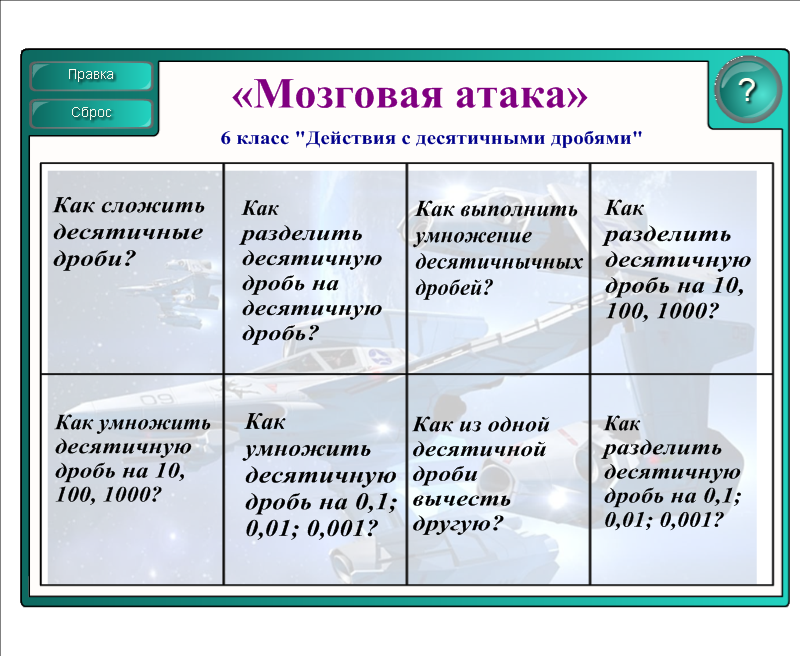 Правка
Сброс
?
«Мозговая атака»
6 класс "Действия с десятичными дробями"
Как сложить
десятичные
дроби?
Как
разделить
десятичную
дробь на
десятичную
дробь?
Как выполнить
умножение
десятичнычных
дробей?
Как
разделить
десятичную
дробь на 10,
100, 1000?
Как умножить
десятичную
дробь на 10,
100, 1000?
Как
умножить
десятичную
дробь на 0,1;
0,01; 0,001?
Как из одной
десятичной
дроби
вычесть
другую?
Как
разделить
десятичную
дробь на 0,1;
0,01; 0,001?
09